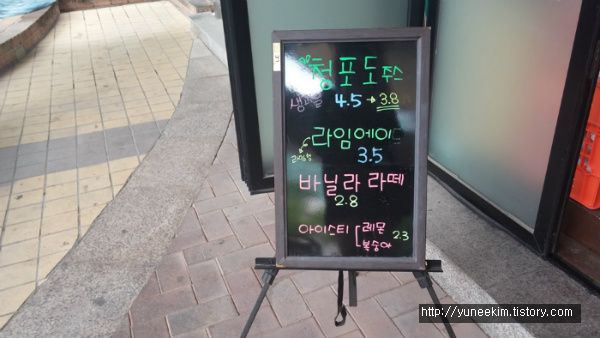 청포도 주스
생과일 4.5 → 3.8
라임에이드
3.5
바닐라 라떼
2.8
아이스티 [레몬 2.3
복숭아
http://yuneekim.tistory.com